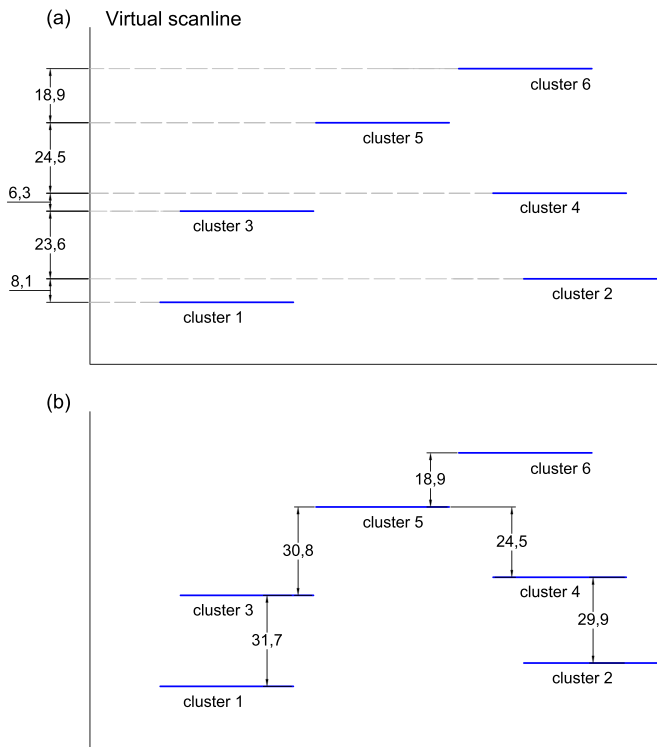 (a) Virtual scanline
cluster 6
18,9
cluster 5
24,5
6,3
cluster 4
cluster 3
23,6
8,1
cluster 2
cluster 1
(b)
cluster 6
18,9
cluster 5
30,8
24,5
cluster 4
cluster 3
29,9
31,7
cluster 2
cluster 1